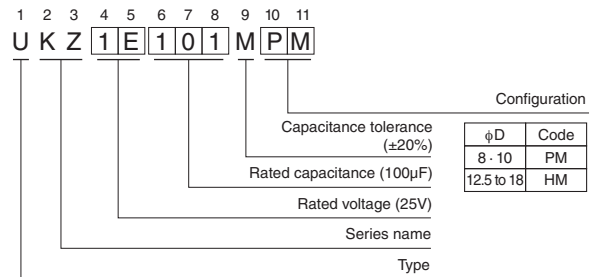 1 2 3 4 5 6 7 8 9 10 11
U K Z 1 E 1 0 1 M P M
Configuration
Capacitance tolerance
(±20%)
Rated capacitance (100µF)
Rated voltage (25V)
Series name
Type
ϕD Code
8 · 10 PM
12.5 to 18 HM